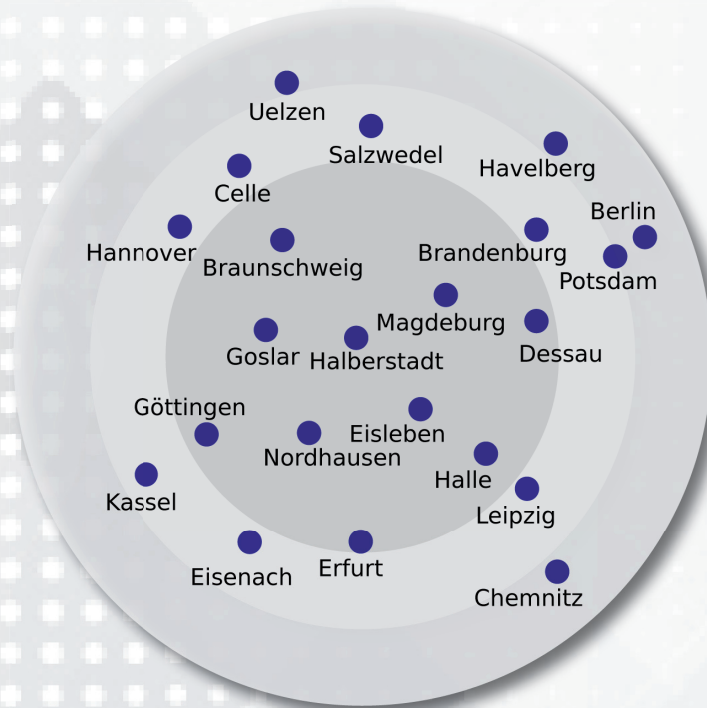 Uelzen
Salzwedel
Havelberg
Celle
Berlin
Hannover
Brandenburg
Braunschweig
Potsdam
Magdeburg
Goslar
Halberstadt
Dessau
Göttingen
Eisleben
Nordhausen
Halle
Kassel
Leipzig
Erfurt
Eisenach
Chemnitz